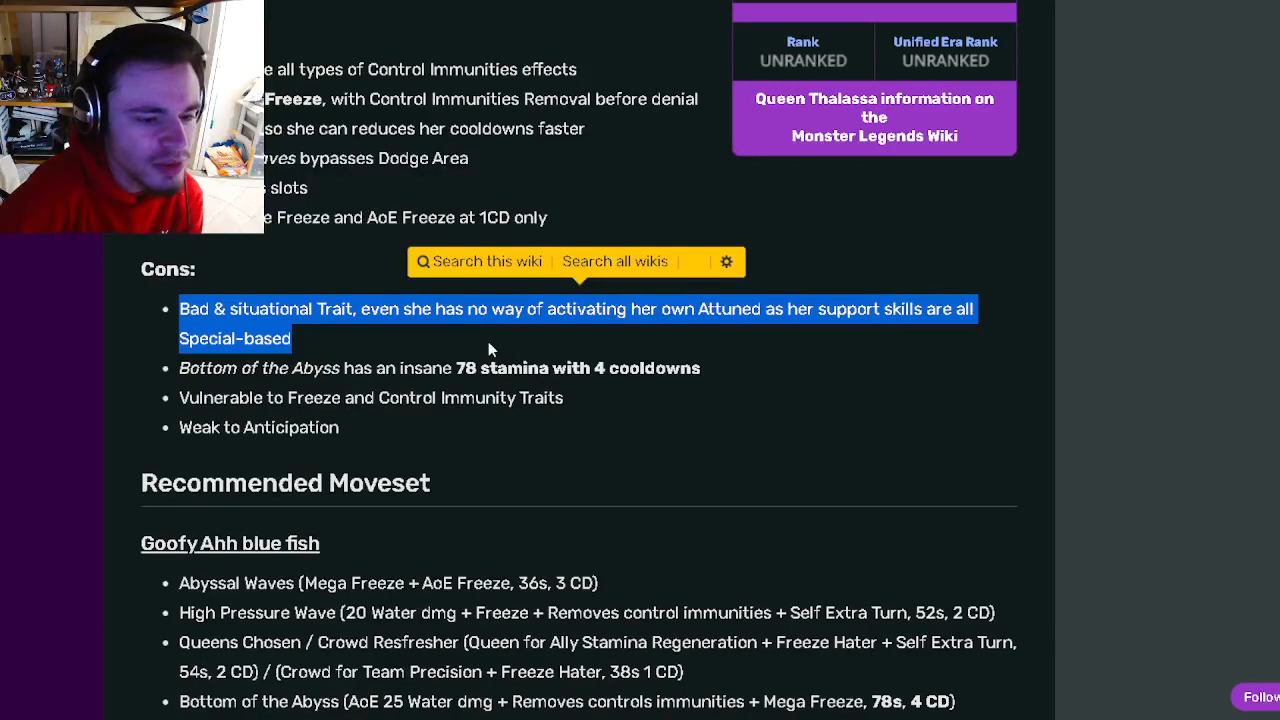 e all types of Control Immunities effects
Freeze, with Control Immunities Removal before denial
so she can reduces her cooldowns faster
aves bypasses Dodge Area
s slots
e Freeze and AoE Freeze at 1CD only
Rank
UNRANKED
Unified Era Rank
UNRANKED
Queen Thalassa information on
the
Monster Legends Wiki
Cons:
Search this wiki
Search all wikis
• Bad & situational Trait, even she has no way of activating her own Attuned as her support skills are all
Special-based
• Bottom of the Abyss has an insane 78 stamina with 4 cooldowns
• Vulnerable to Freeze and Control Immunity Traits
• Weak to Anticipation
Recommended Moveset
Goofy Ahh blue fish
• Abyssal Waves (Mega Freeze + AoE Freeze, 36s, 3 CD)
• High Pressure Wave (20 Water dmg + Freeze + Removes control immunities + Self Extra Turn, 52s, 2 CD)
• Queens Chosen / Crowd Resfresher (Queen for Ally Stamina Regeneration + Freeze Hater + Self Extra Turn,
54s, 2 CD) / (Crowd for Team Precision + Freeze Hater, 38s 1 CD)
• Bottom of the Abyss (AoE 25 Water dmg + Removes controls immunities + Mega Freeze, 78s, 4 CD)
Follow